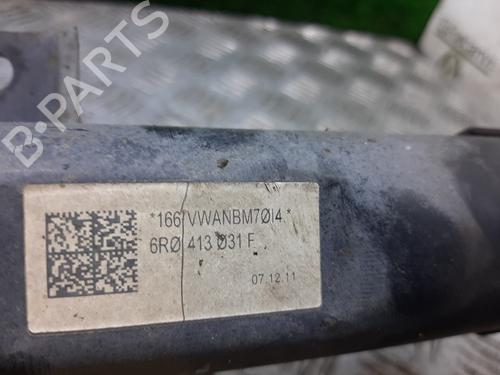 B-PARTS
*166 VWANBM7Ø14*
6RØ 413 Ø31 F
07.12.11